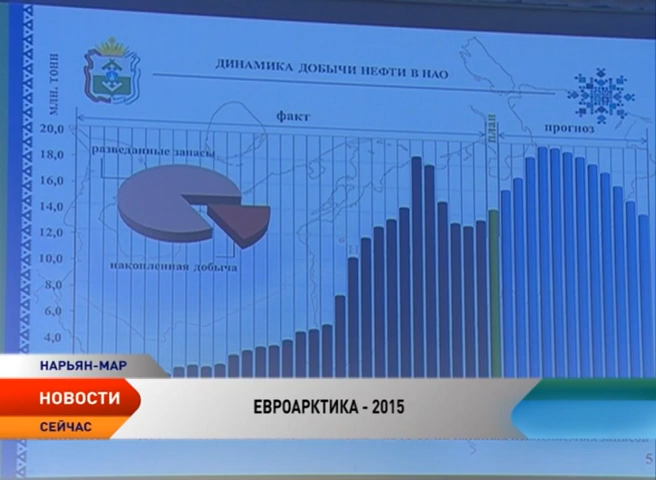 ДИНАМИКА ДОБЫЧИ НЕФТИ В НАО
МЛН. ТОНН
факт
план
прогноз
20,0
18,0
16,0
14,0
12,0
10,0
8,0
6,0
4,0
разведанные запасы
накопленная добыча
НАРЬЯН-МАР
НОВОСТИ
СЕЙЧАС
ЕВРОАРКТИКА - 2015
5